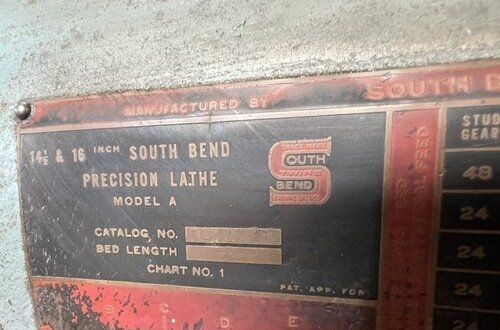 MANUFACTURED BY SOUTH
14½ & 16 INCH SOUTH BEND
PRECISION LATHE
MODEL A
CATALOG NO.
BED LENGTH
CHART NO. 1
PAT. APP. FOR
TRADE MARK
SOUTH
BEND
STUD
GEAR
48
24
24
24
24
C D E